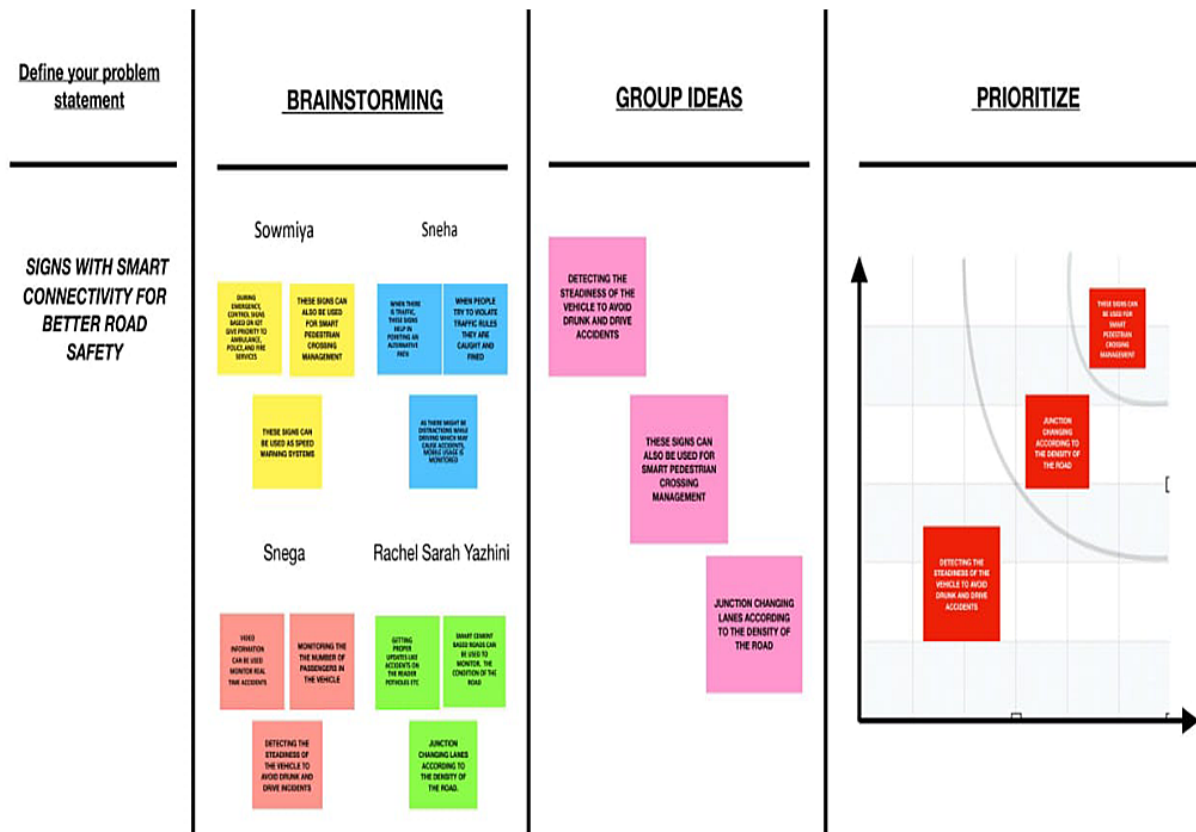 Define your problem
statement
SIGNS WITH SMART
CONNECTIVITY FOR
BETTER ROAD
SAFETY
BRAINSTORMING
Sowmiya
DURING
EMERGENCY,
CONTROL SIGNS
BASED ON IOT
GIVE PRIORITY TO
AMBULANCE,
POLICE,AND FIRE
SERVICES
THESE SIGNS CAN
ALSO BE USED
FOR SMART
PEDESTRIAN
CROSSING
MANAGEMENT
THESE SIGNS CAN
BE USED AS SPEED
WARNING SYSTEMS
Sneha
WHEN THERE
IS TRAFFIC,
THESE SIGNS
HELP IN
POINTING AN
ALTERNATIVE
PATH
WHEN PEOPLE
TRY TO VIOLATE
TRAFFIC RULES
THEY ARE
CAUGHT AND
FINED
AS THERE MIGHT BE
DISTRACTIONS WHILE
DRIVING WHICH MAY
CAUSE ACCIDENTS,
MOBILE USAGE IS
MONITORED
Snega
VIDEO
INFORMATION
CAN BE USED
MONITOR REAL
TIME ACCIDENTS
MONITORING THE
THE NUMBER OF
PASSENGERS IN
THE VEHICLE
DETECTING THE
STEADINESS OF
THE VEHICLE TO
AVOID DRUNK AND
DRIVE INCIDENTS
Rachel Sarah Yazhini
GETTING
PROPER
UPDATES LIKE
ACCIDENTS ON
THE READER
POTHOLES ETC
SMART CEMENT
BASED ROADS CAN
BE USED TO
MONITOR. THE
CONDITION OF THE
ROAD
JUNCTION
CHANGING LANES
ACCORDING TO
THE DENSITY OF
THE ROAD.
GROUP IDEAS
DETECTING THE
STEADINESS OF THE
VEHICLE TO AVOID
DRUNK AND DRIVE
ACCIDENTS
THESE SIGNS CAN
ALSO BE USED FOR
SMART PEDESTRIAN
CROSSING
MANAGEMENT
JUNCTION CHANGING
LANES ACCORDING
TO THE DENSITY OF
THE ROAD
PRIORITIZE
THESE SIGNS CAN
BE USED FOR
SMART
PEDESTRIAN
CROSSING
MANAGEMENT
JUNCTION
CHANGING
ACCORDING TO
THE DENSITY OF
THE ROAD
DETECTING THE
STEADINESS OF THE
VEHICLE TO AVOID
DRUNK AND DRIVE
ACCIDENTS